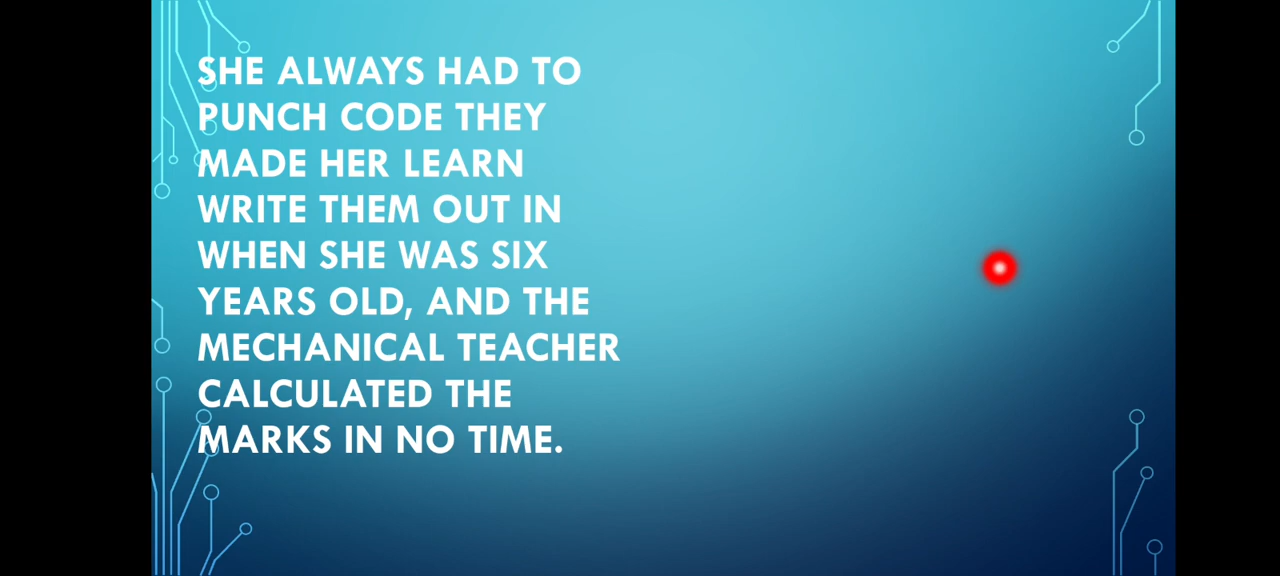 SHE ALWAYS HAD TO
PUNCH CODE THEY
MADE HER LEARN
WRITE THEM OUT IN
WHEN SHE WAS SIX
YEARS OLD, AND THE
MECHANICAL TEACHER
CALCULATED THE
MARKS IN NO TIME.